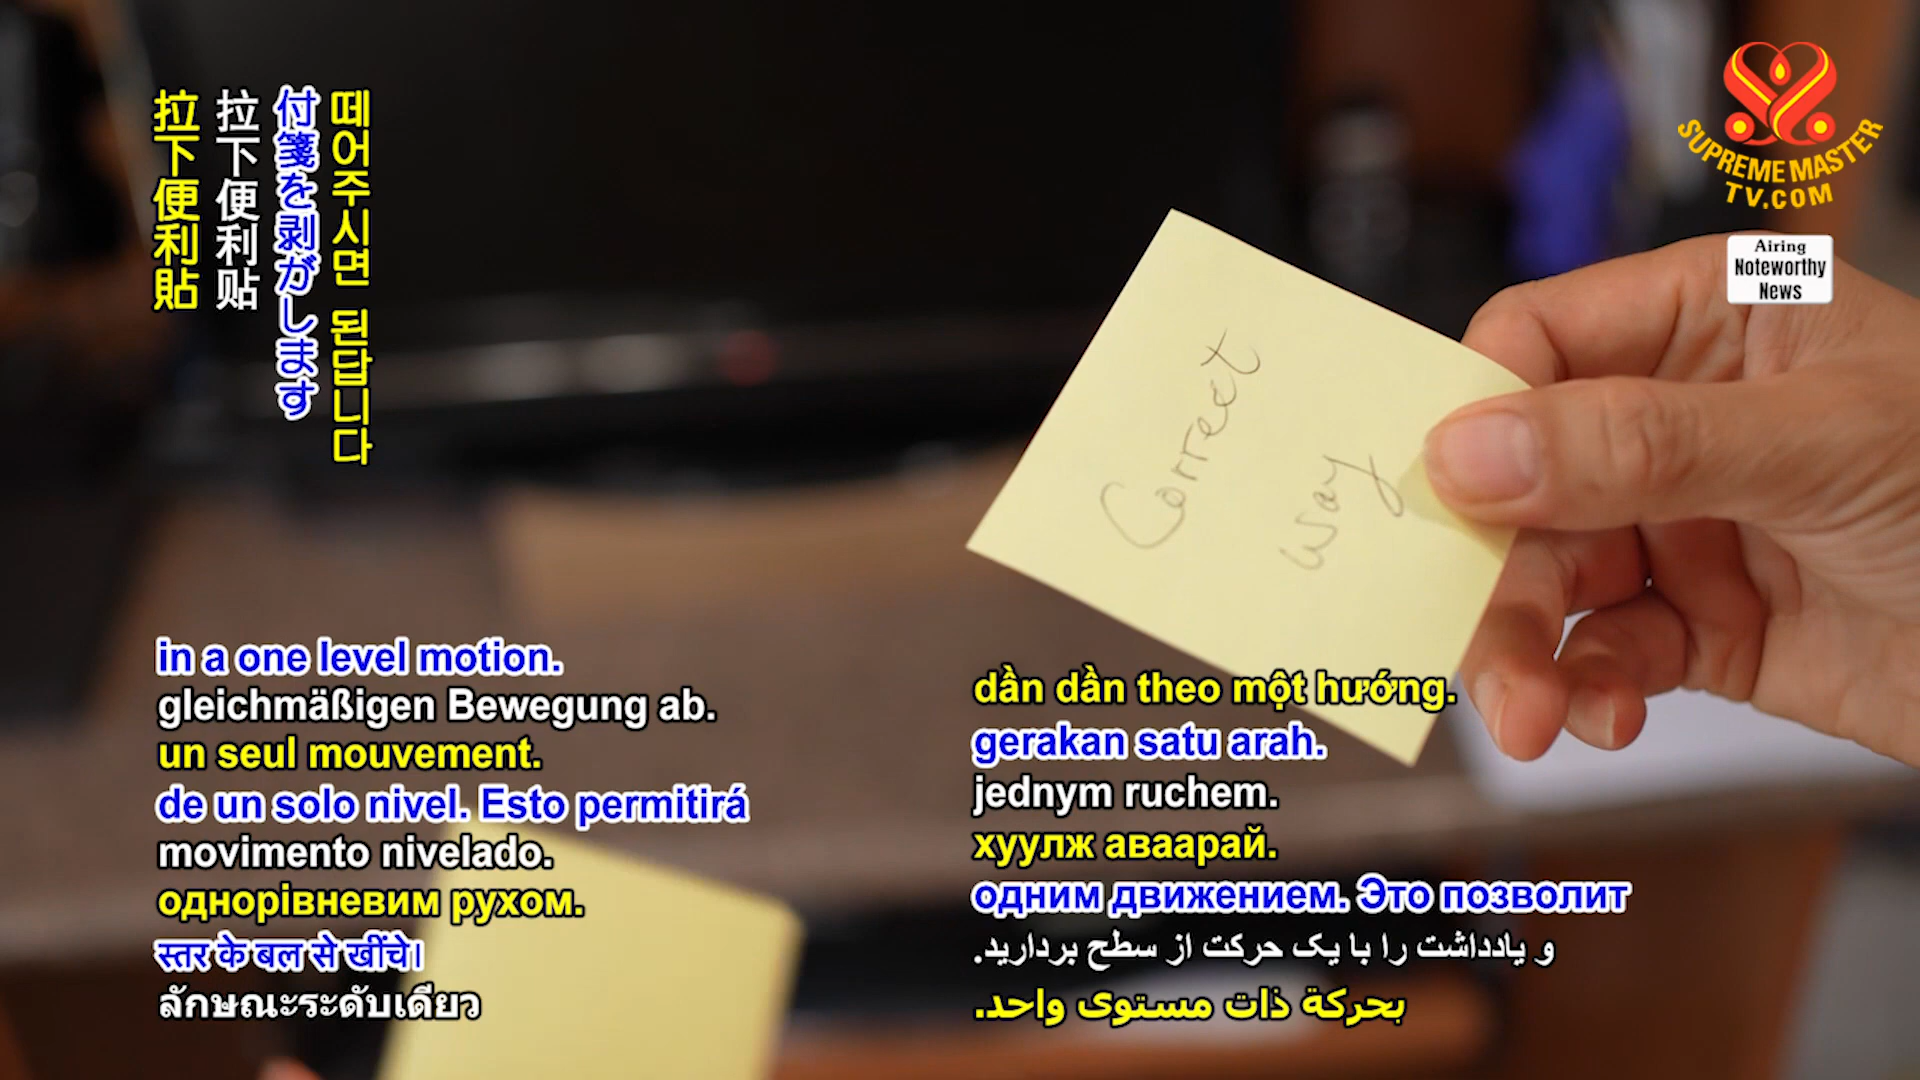 拉下便利貼
拉下便利贴
付箋を剥がします
떼어주시면 된답니다
SUPREME MASTER
TV.COM
Airing
Noteworthy
News
Correct
way
in a one level motion.
gleichmäßigen Bewegung ab.
un seul mouvement.
de un solo nivel. Esto permitirá
movimento nivelado.
однорівневим рухом.
स्तर के बल से खींचे।
ลักษณะระดับเดียว
dần dần theo một hướng.
gerakan satu arah.
jednym ruchem.
хуулж авaарай.
одним движением. Это позволит
و یادداشت را با یک حرکت از سطح بردارید.
بحركة ذات مستوى واحد.